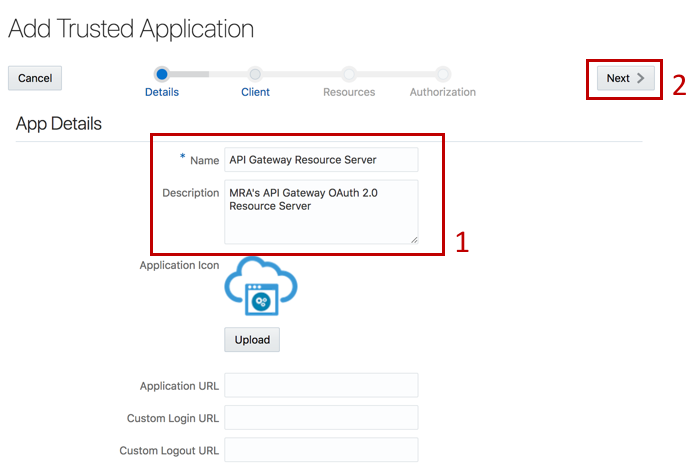 Add Trusted Application
Cancel
Next
2
Details
Client
Resources
Authorization
App Details
* Name
API Gateway Resource Server
Description
MRA's API Gateway OAuth 2.0
Resource Server
1
Application Icon
Upload
Application URL
Custom Login URL
Custom Logout URL